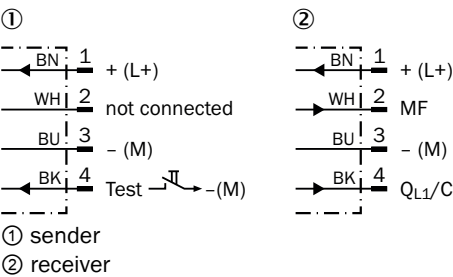 ① ②
BN 1 + (L+) BN 1 + (L+)
WH 2 not connected WH 2 MF
BU 3 – (M) BU 3 – (M)
BK 4 Test –(M) BK 4 QL1/C
① sender
② receiver